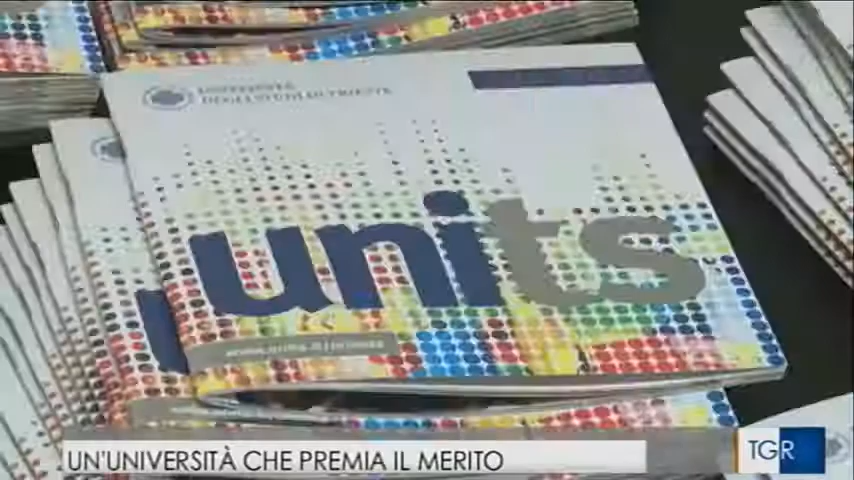 UNIVERSITÀ
DEGLI STUDI DI TRIESTE
units
UN'UNIVERSITÀ CHE PREMIA IL MERITO
TGR